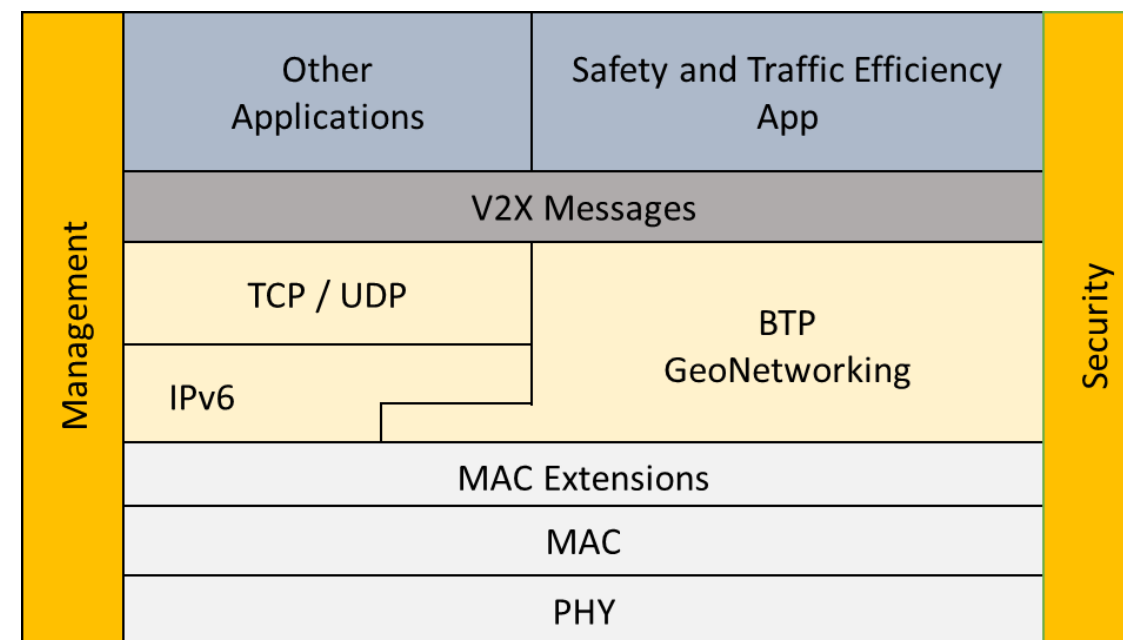 Management
Other
Applications
Safety and Traffic Efficiency
App
V2X Messages
TCP / UDP
IPv6
BTP
GeoNetworking
MAC Extensions
MAC
PHY
Security